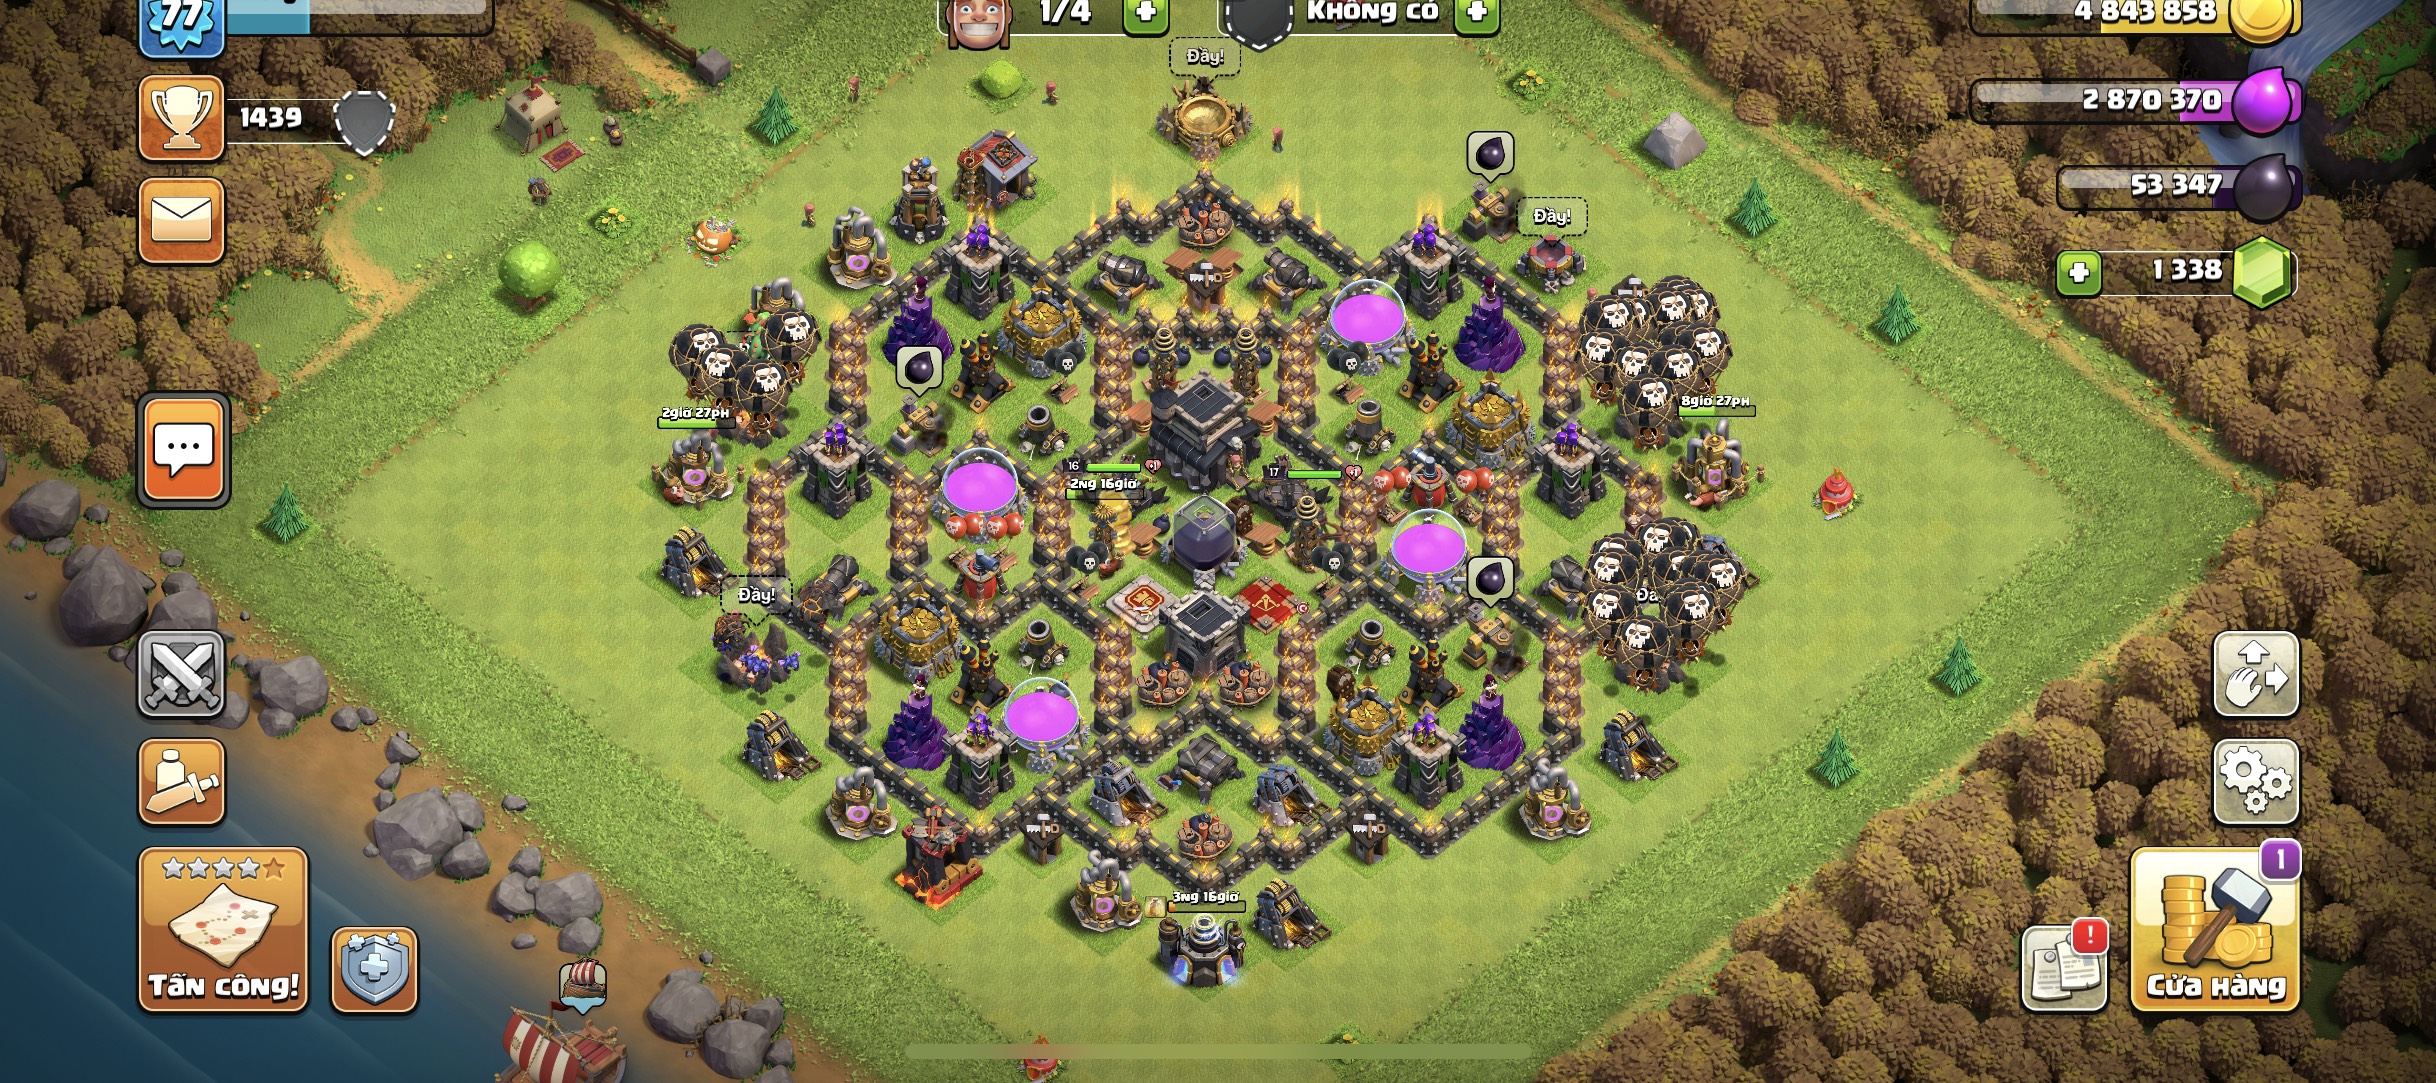 77
1/4
Không có
4 843 858
Đầy!
1439
2 870 370
53 347
Đầy!
1 338
2giờ 27ph
8giờ 27ph
16
17
2ng 16giờ
Đầy!
3ng 16giờ
1
!
Tấn công!
Cửa hàng